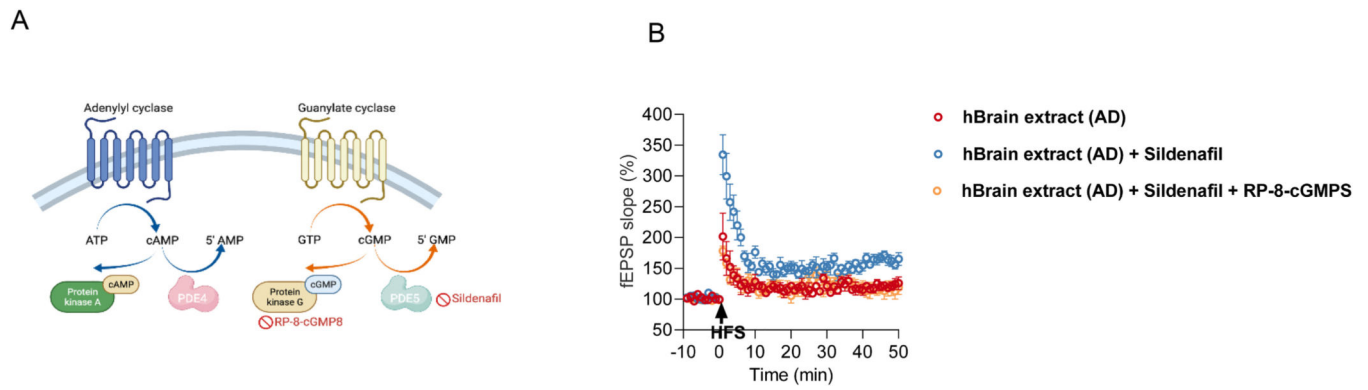 A
Adenylyl cyclase
Guanylate cyclase
ATP
cAMP
5' AMP
GTP
cGMP
5' GMP
Protein
kinase A
cAMP
PDE4
Protein
kinase G
cGMP
PDE5
Sildenafil
RP-8-cGMP8
B
fEPSP slope (%)
400
350
300
250
200
150
100
50
HFS
-10
0
10
20
30
40
50
Time (min)
hBrain extract (AD)
hBrain extract (AD) + Sildenafil
hBrain extract (AD) + Sildenafil + RP-8-cGMPS